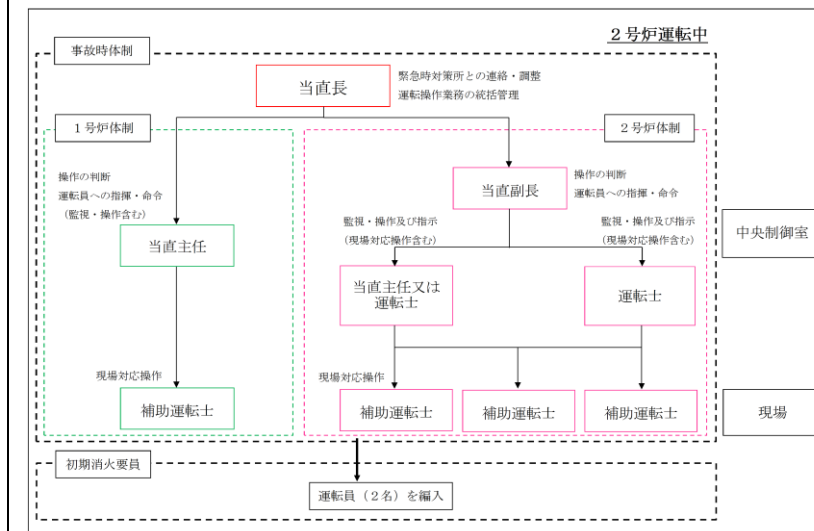 2号炉運転中
事故時体制
当直長
緊急時対策所との連絡・調整
運転操作業務の統括管理
1号炉体制
2号炉体制
操作の判断
運転員への指揮・命令
(監視・操作含む)
当直主任
現場対応操作
補助運転士
当直副長
操作の判断
運転員への指揮・命令
監視・操作及び指示
(現場対応操作含む)
監視・操作及び指示
(現場対応操作含む)
当直主任又は
運転士
運転士
現場対応操作
補助運転士
補助運転士
補助運転士
中央制御室
現場
初期消火要員
運転員(2名)を編入